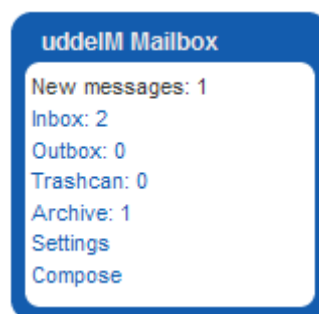 uddeIM Mailbox
New messages: 1
Inbox: 2
Outbox: 0
Trashcan: 0
Archive: 1
Settings
Compose